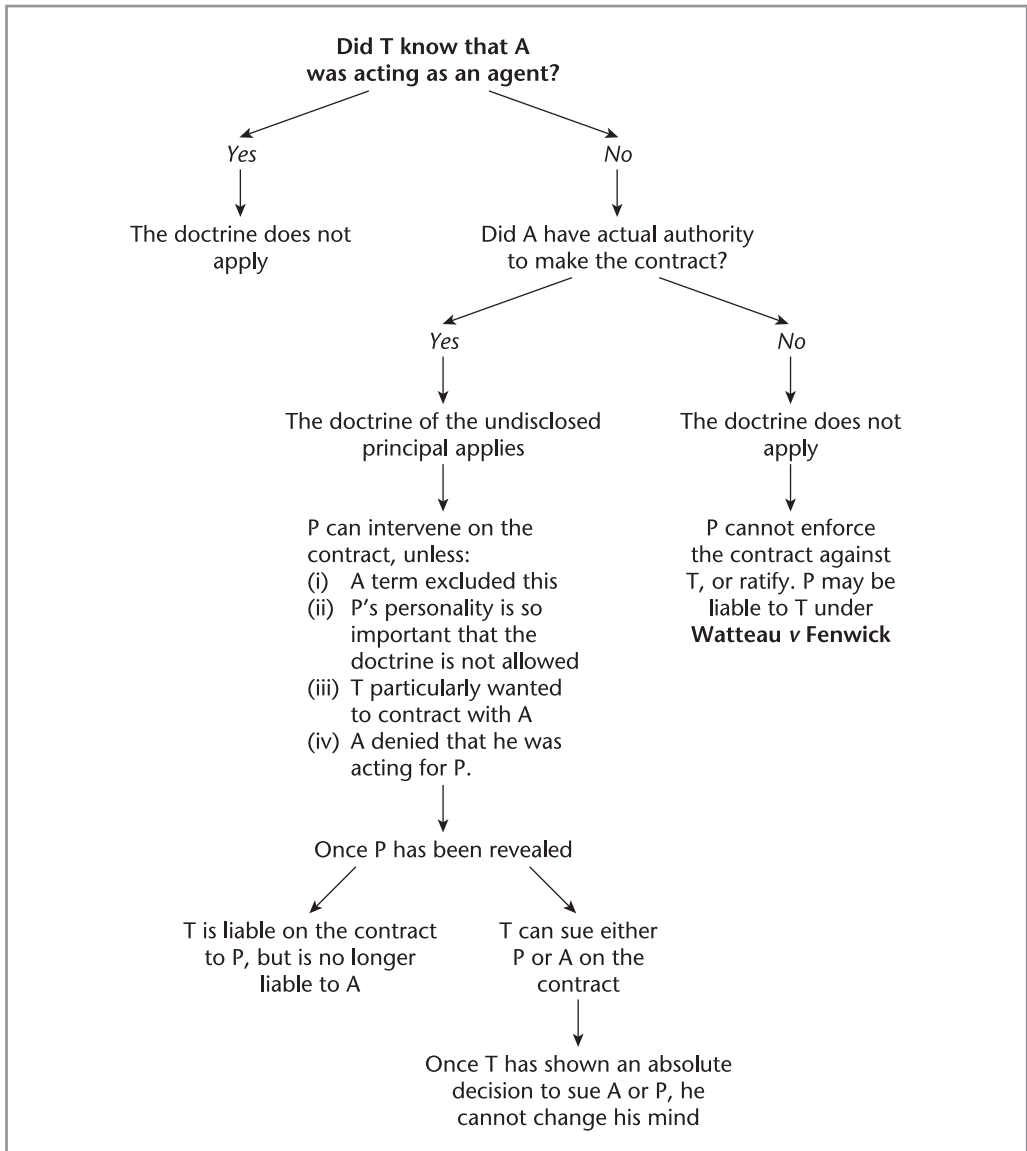 Did T know that A
was acting as an agent?
Yes
No
The doctrine does not
apply
Did A have actual authority
to make the contract?
Yes
No
The doctrine of the undisclosed
principal applies
The doctrine does not
apply
P can intervene on the
contract, unless:
(i) A term excluded this
(ii) P's personality is so
important that the
doctrine is not allowed
(iii) T particularly wanted
to contract with A
(iv) A denied that he was
acting for P.
P cannot enforce
the contract against
T, or ratify. P may be
liable to T under
Watteau v Fenwick
Once P has been revealed
T is liable on the contract
to P, but is no longer
liable to A
T can sue either
P or A on the
contract
Once T has shown an absolute
decision to sue A or P, he
cannot change his mind